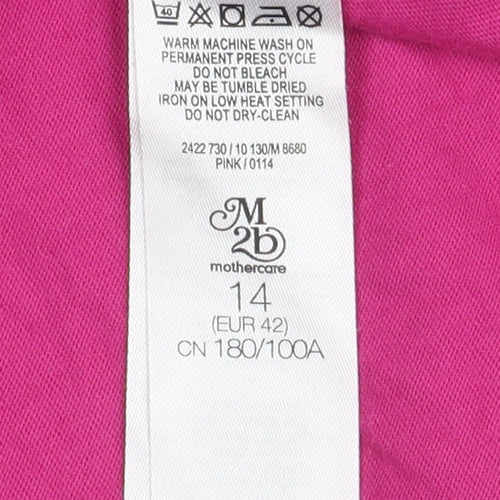 40
WARM MACHINE WASH ON
PERMANENT PRESS CYCLE
DO NOT BLEACH
MAY BE TUMBLE DRIED
IRON ON LOW HEAT SETTING
DO NOT DRY-CLEAN
2422 730 / 10 130/M 8680
PINK / 0114
M
2b
mothercare
14
(EUR 42)
CN 180/100A